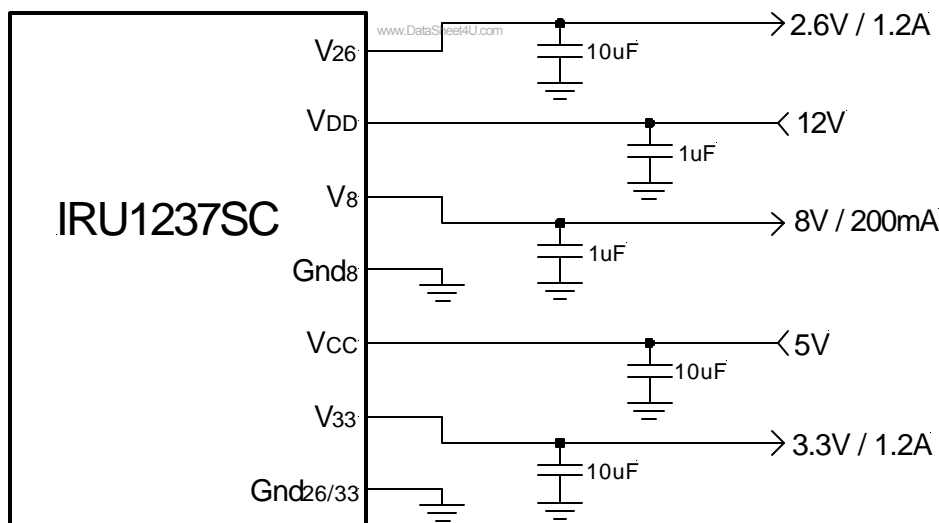 www.DataSheet4U.com
V26
2.6V / 1.2A
10uF
VDD
12V
1uF
V8
IRU1237SC
8V / 200mA
1uF
Gnd8
VCC
5V
10uF
V33
3.3V / 1.2A
10uF
Gnd26/33